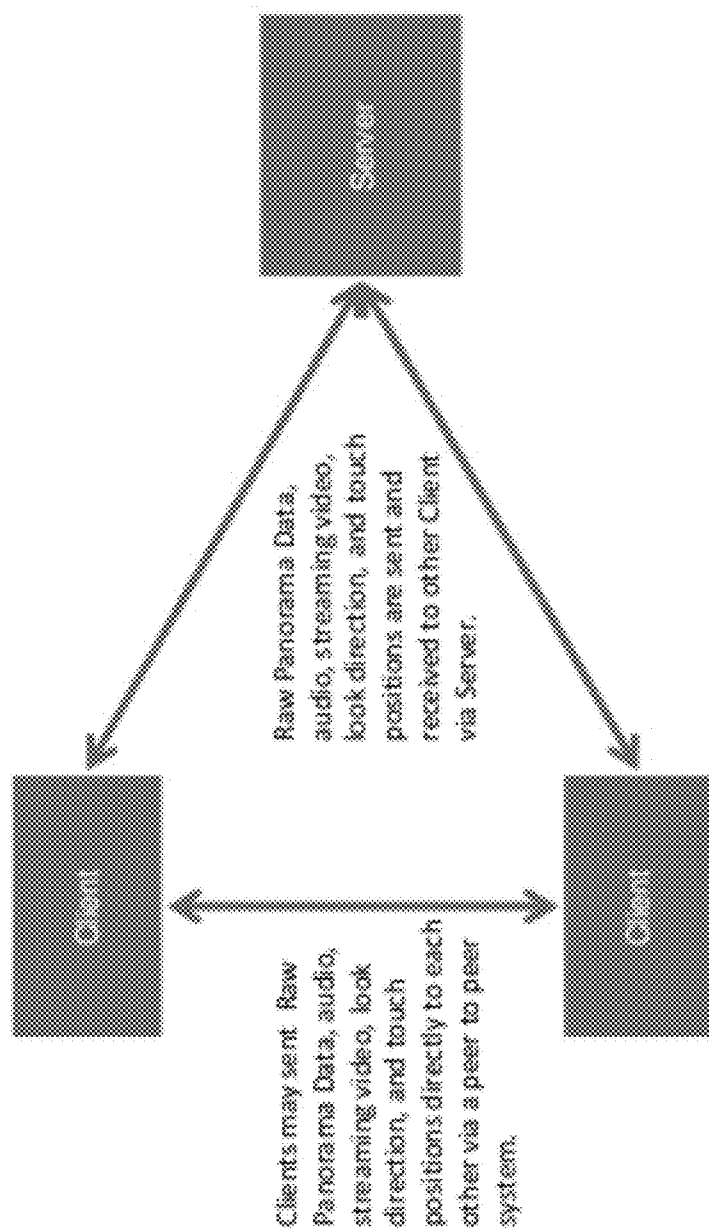 Server
Raw Panorama Data,
audio, streaming video,
look direction, and touch
positions are sent and
received to other Client
via Server.
Client
Client
Clients may sent Raw
Panorama Data, audio,
streaming video, look
direction, and touch
positions directly to each
other via a peer to peer
system.